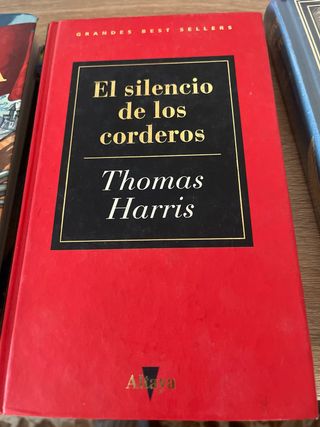 GRANDES BEST SELLERS
El silencio
de los
corderos
Thomas
Harris
Altaya